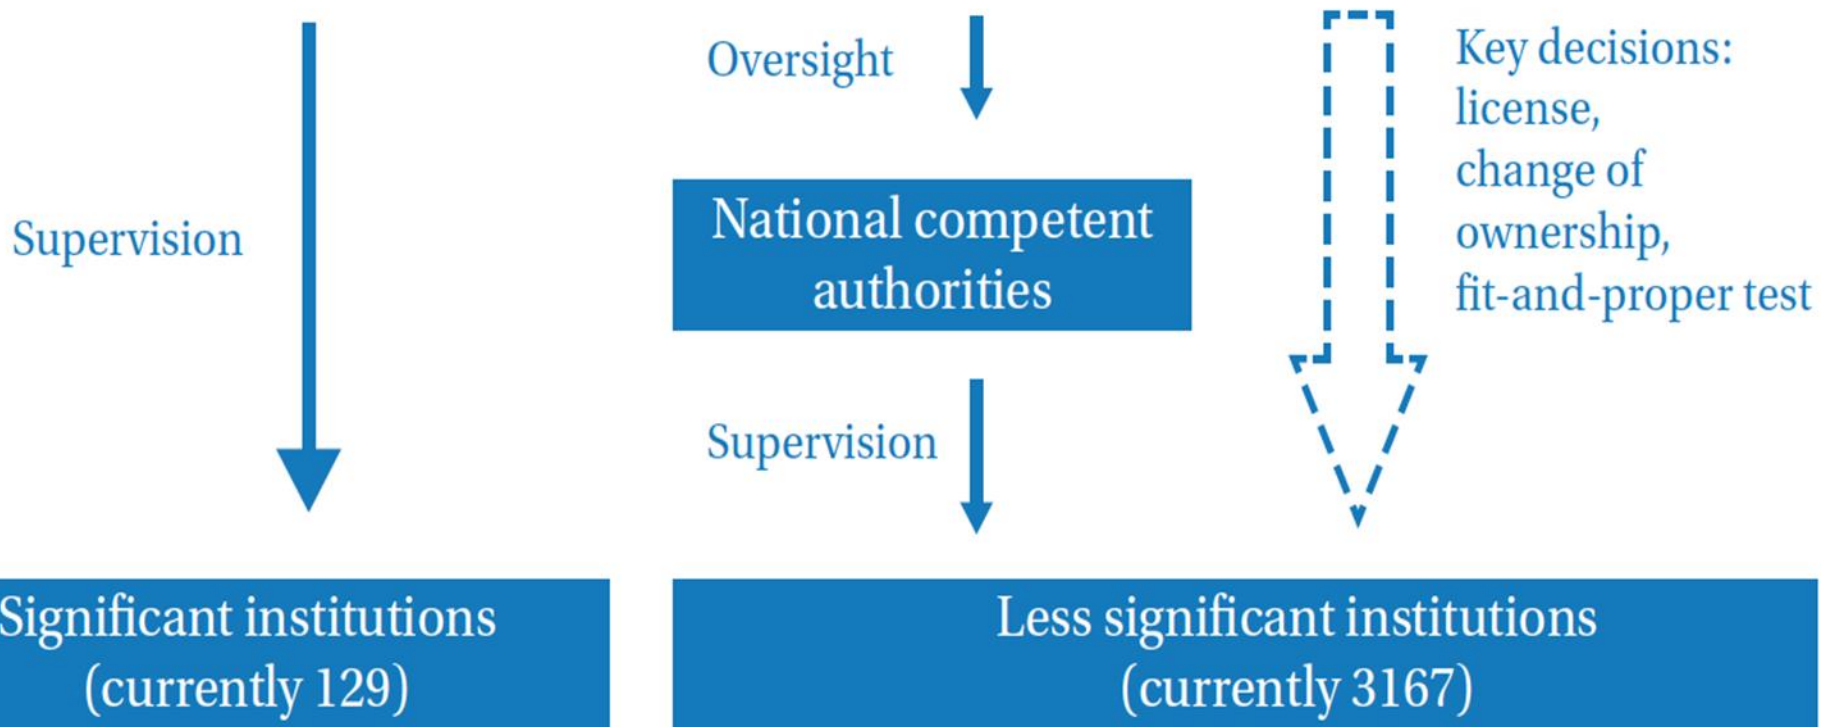 Supervision
Oversight
National competent
authorities
Supervision
Key decisions:
license,
change of
ownership,
fit-and-proper test
Significant institutions
(currently 129)
Less significant institutions
(currently 3167)